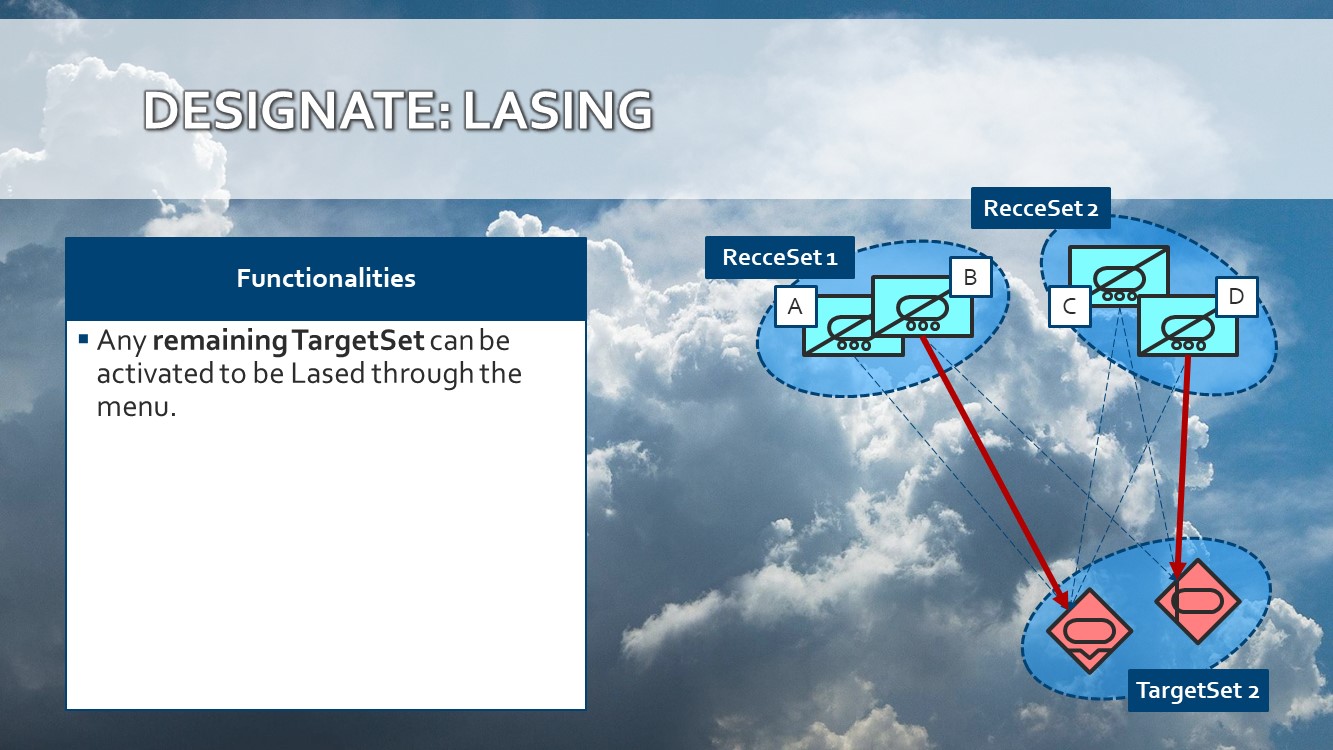 DESIGNATE: LASING
RecceSet 2
RecceSet 1
A
B
C
D
Functionalities
▪ Any remaining TargetSet can be
activated to be Lased through the
menu.
TargetSet 2